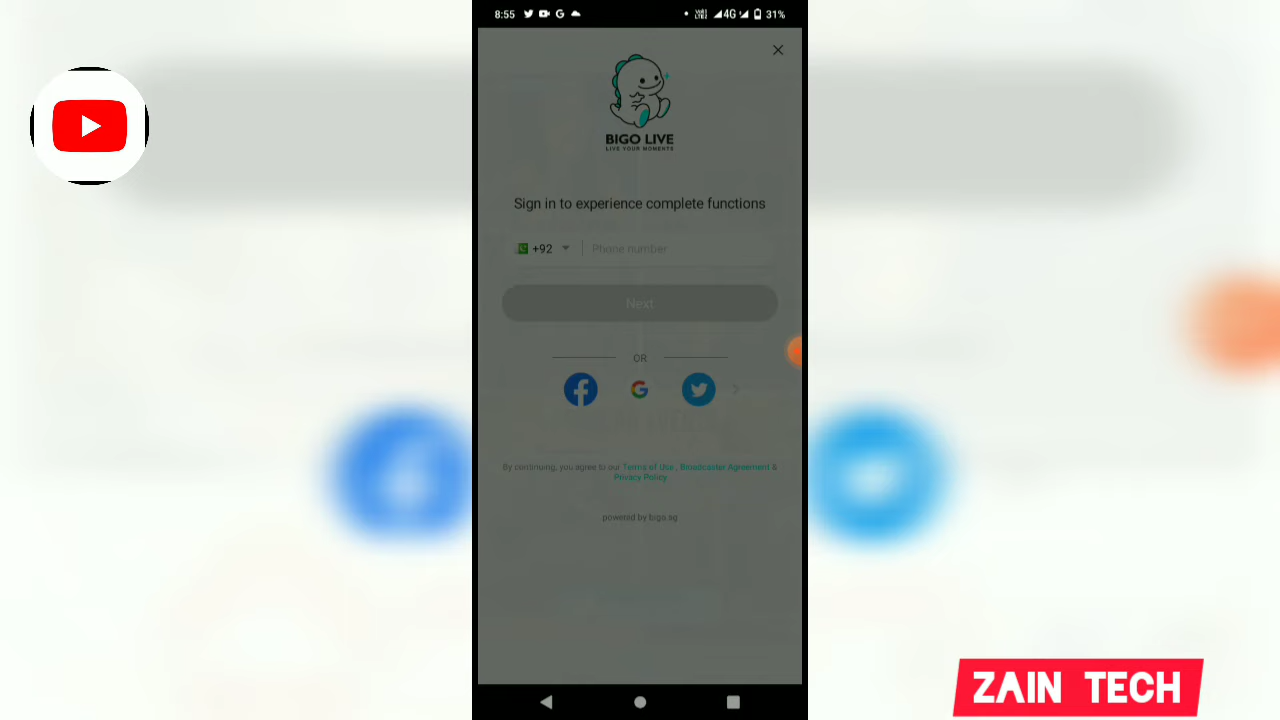 8:55
4G 31%
BIGO LIVE
LIVE YOUR MOMENTS
Sign in to experience complete functions
+92 Phone number
Next
OR
By continuing, you agree to our Terms of Use, Broadcaster Agreement &
Privacy Policy
powered by bigo.sg
ZAIN TECH